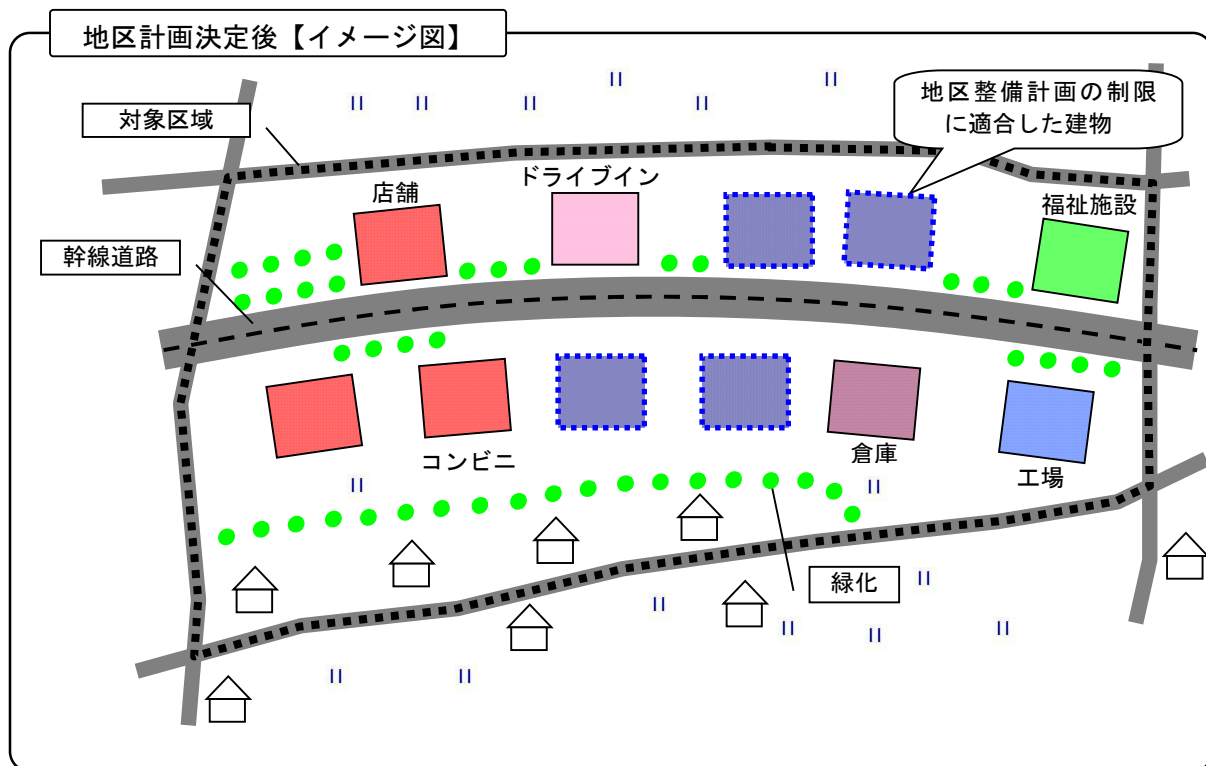 地区計画決定後【イメージ図】
対象区域
地区整備計画の制限
に適合した建物
ドライブイン
店舗
福祉施設
幹線道路
コンビニ
倉庫
工場
緑化